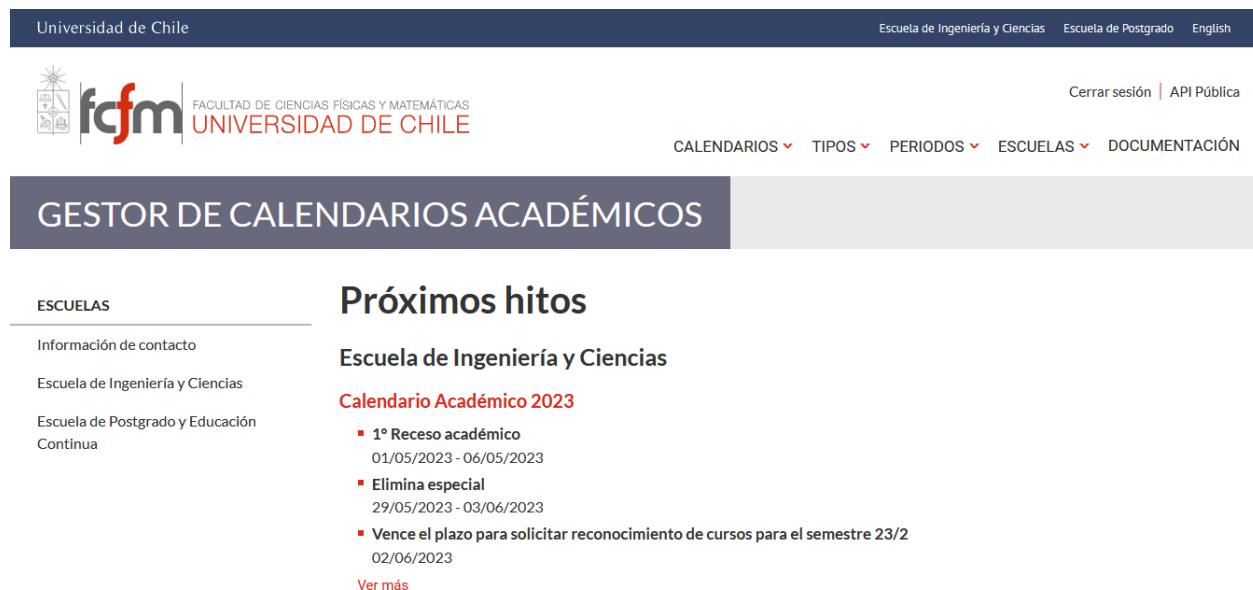 Universidad de Chile
Escuela de Ingeniería y Ciencias Escuela de Postgrado English
fcfm
FACULTAD DE CIENCIAS FÍSICAS Y MATEMÁTICAS
UNIVERSIDAD DE CHILE
Cerrar sesión | API Pública
CALENDARIOS TIPOS PERIODOS ESCUELAS DOCUMENTACIÓN
GESTOR DE CALENDARIOS ACADÉMICOS
ESCUELAS
Información de contacto
Escuela de Ingeniería y Ciencias
Escuela de Postgrado y Educación
Continua
Próximos hitos
Escuela de Ingeniería y Ciencias
Calendario Académico 2023
1° Receso académico
01/05/2023 - 06/05/2023
Elimina especial
29/05/2023 - 03/06/2023
Vence el plazo para solicitar reconocimiento de cursos para el semestre 23/2
02/06/2023
Ver más